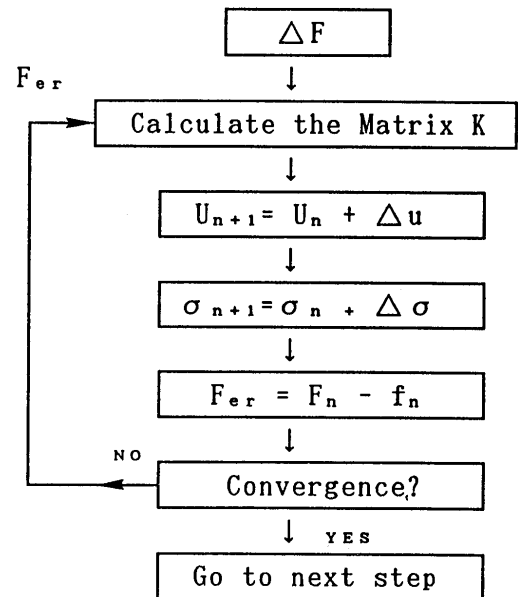 △F
Fer
Calculate the Matrix K
Un+1= Un + △u
σn+1=σn + △σ
Fer = Fn - fn
NO
Convergence?
YES
Go to next step